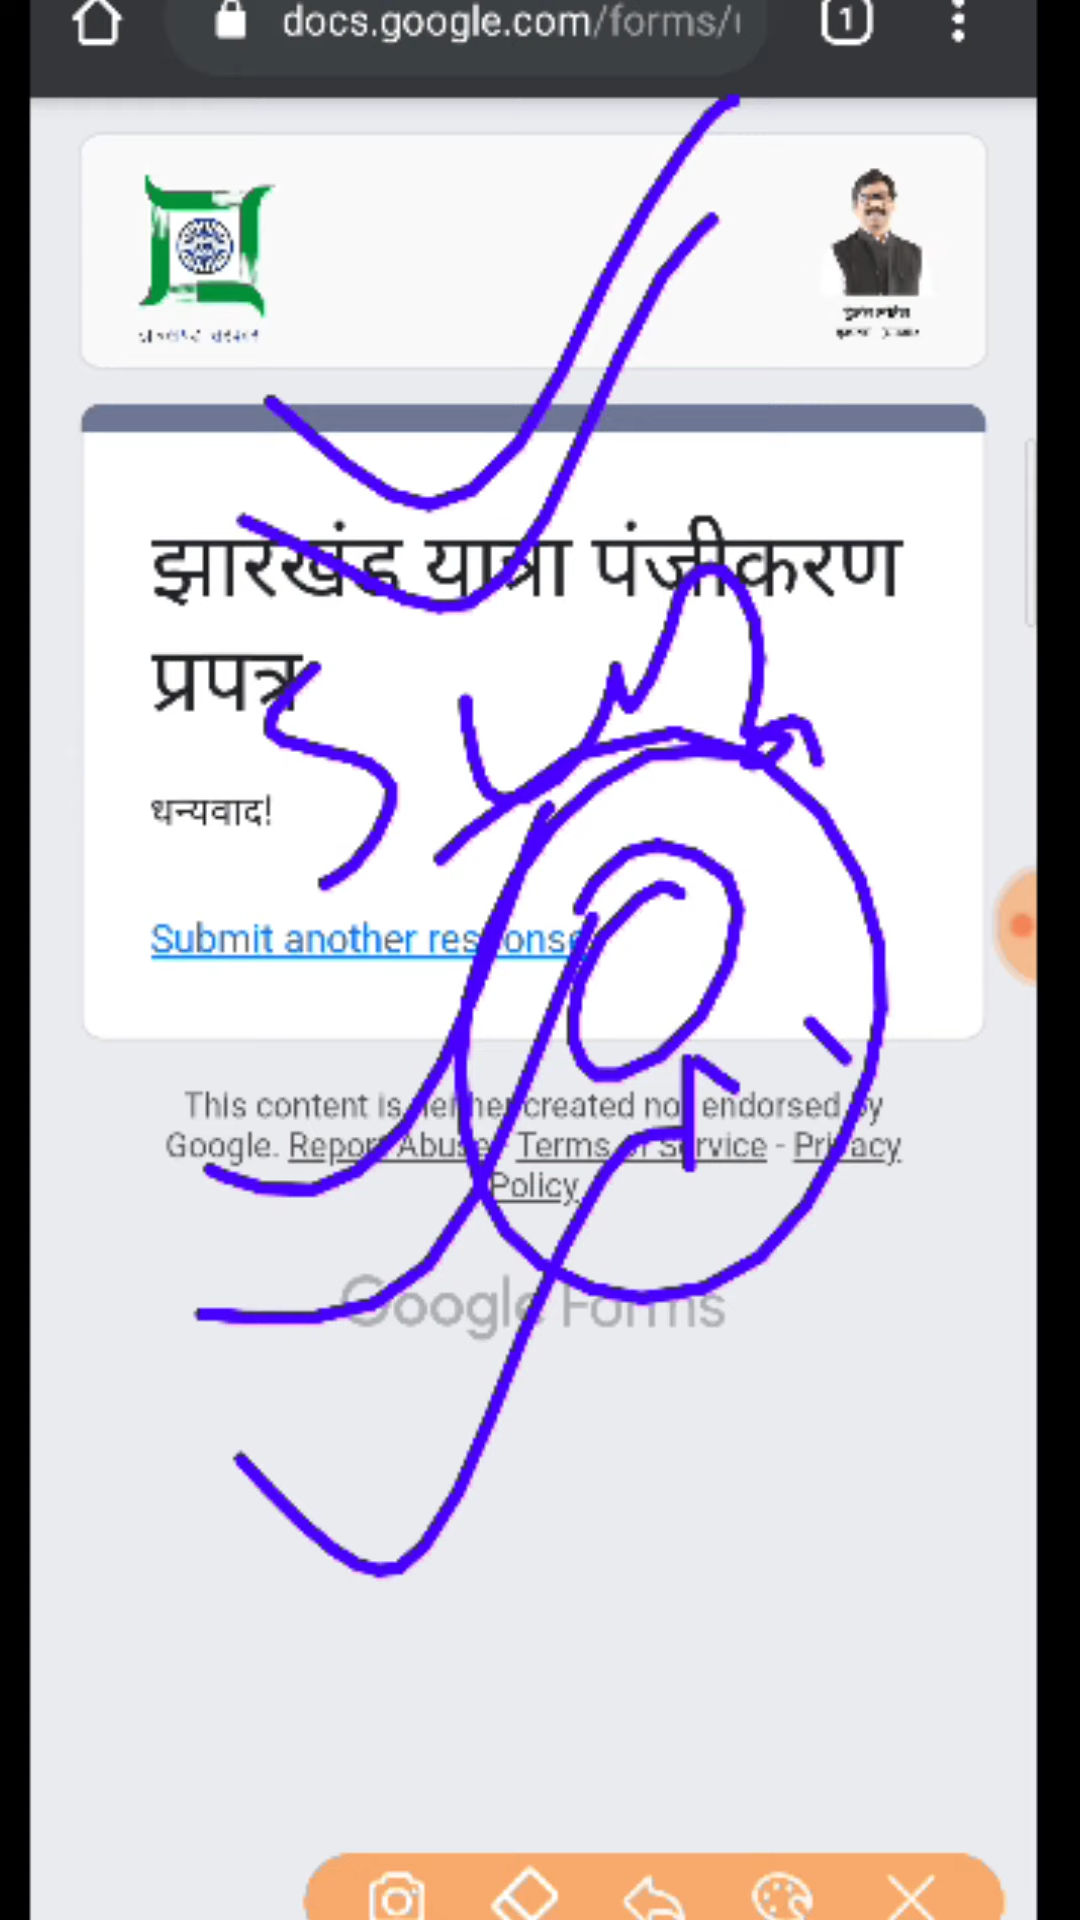 docs.google.com/forms/
1
झारखंड यात्रा पंजीकरण
प्रपत्र
धन्यवाद!
Submit another response
This content is neither created nor endorsed by
Google. Report Abuse - Terms of Service - Privacy
Policy
Google Forms